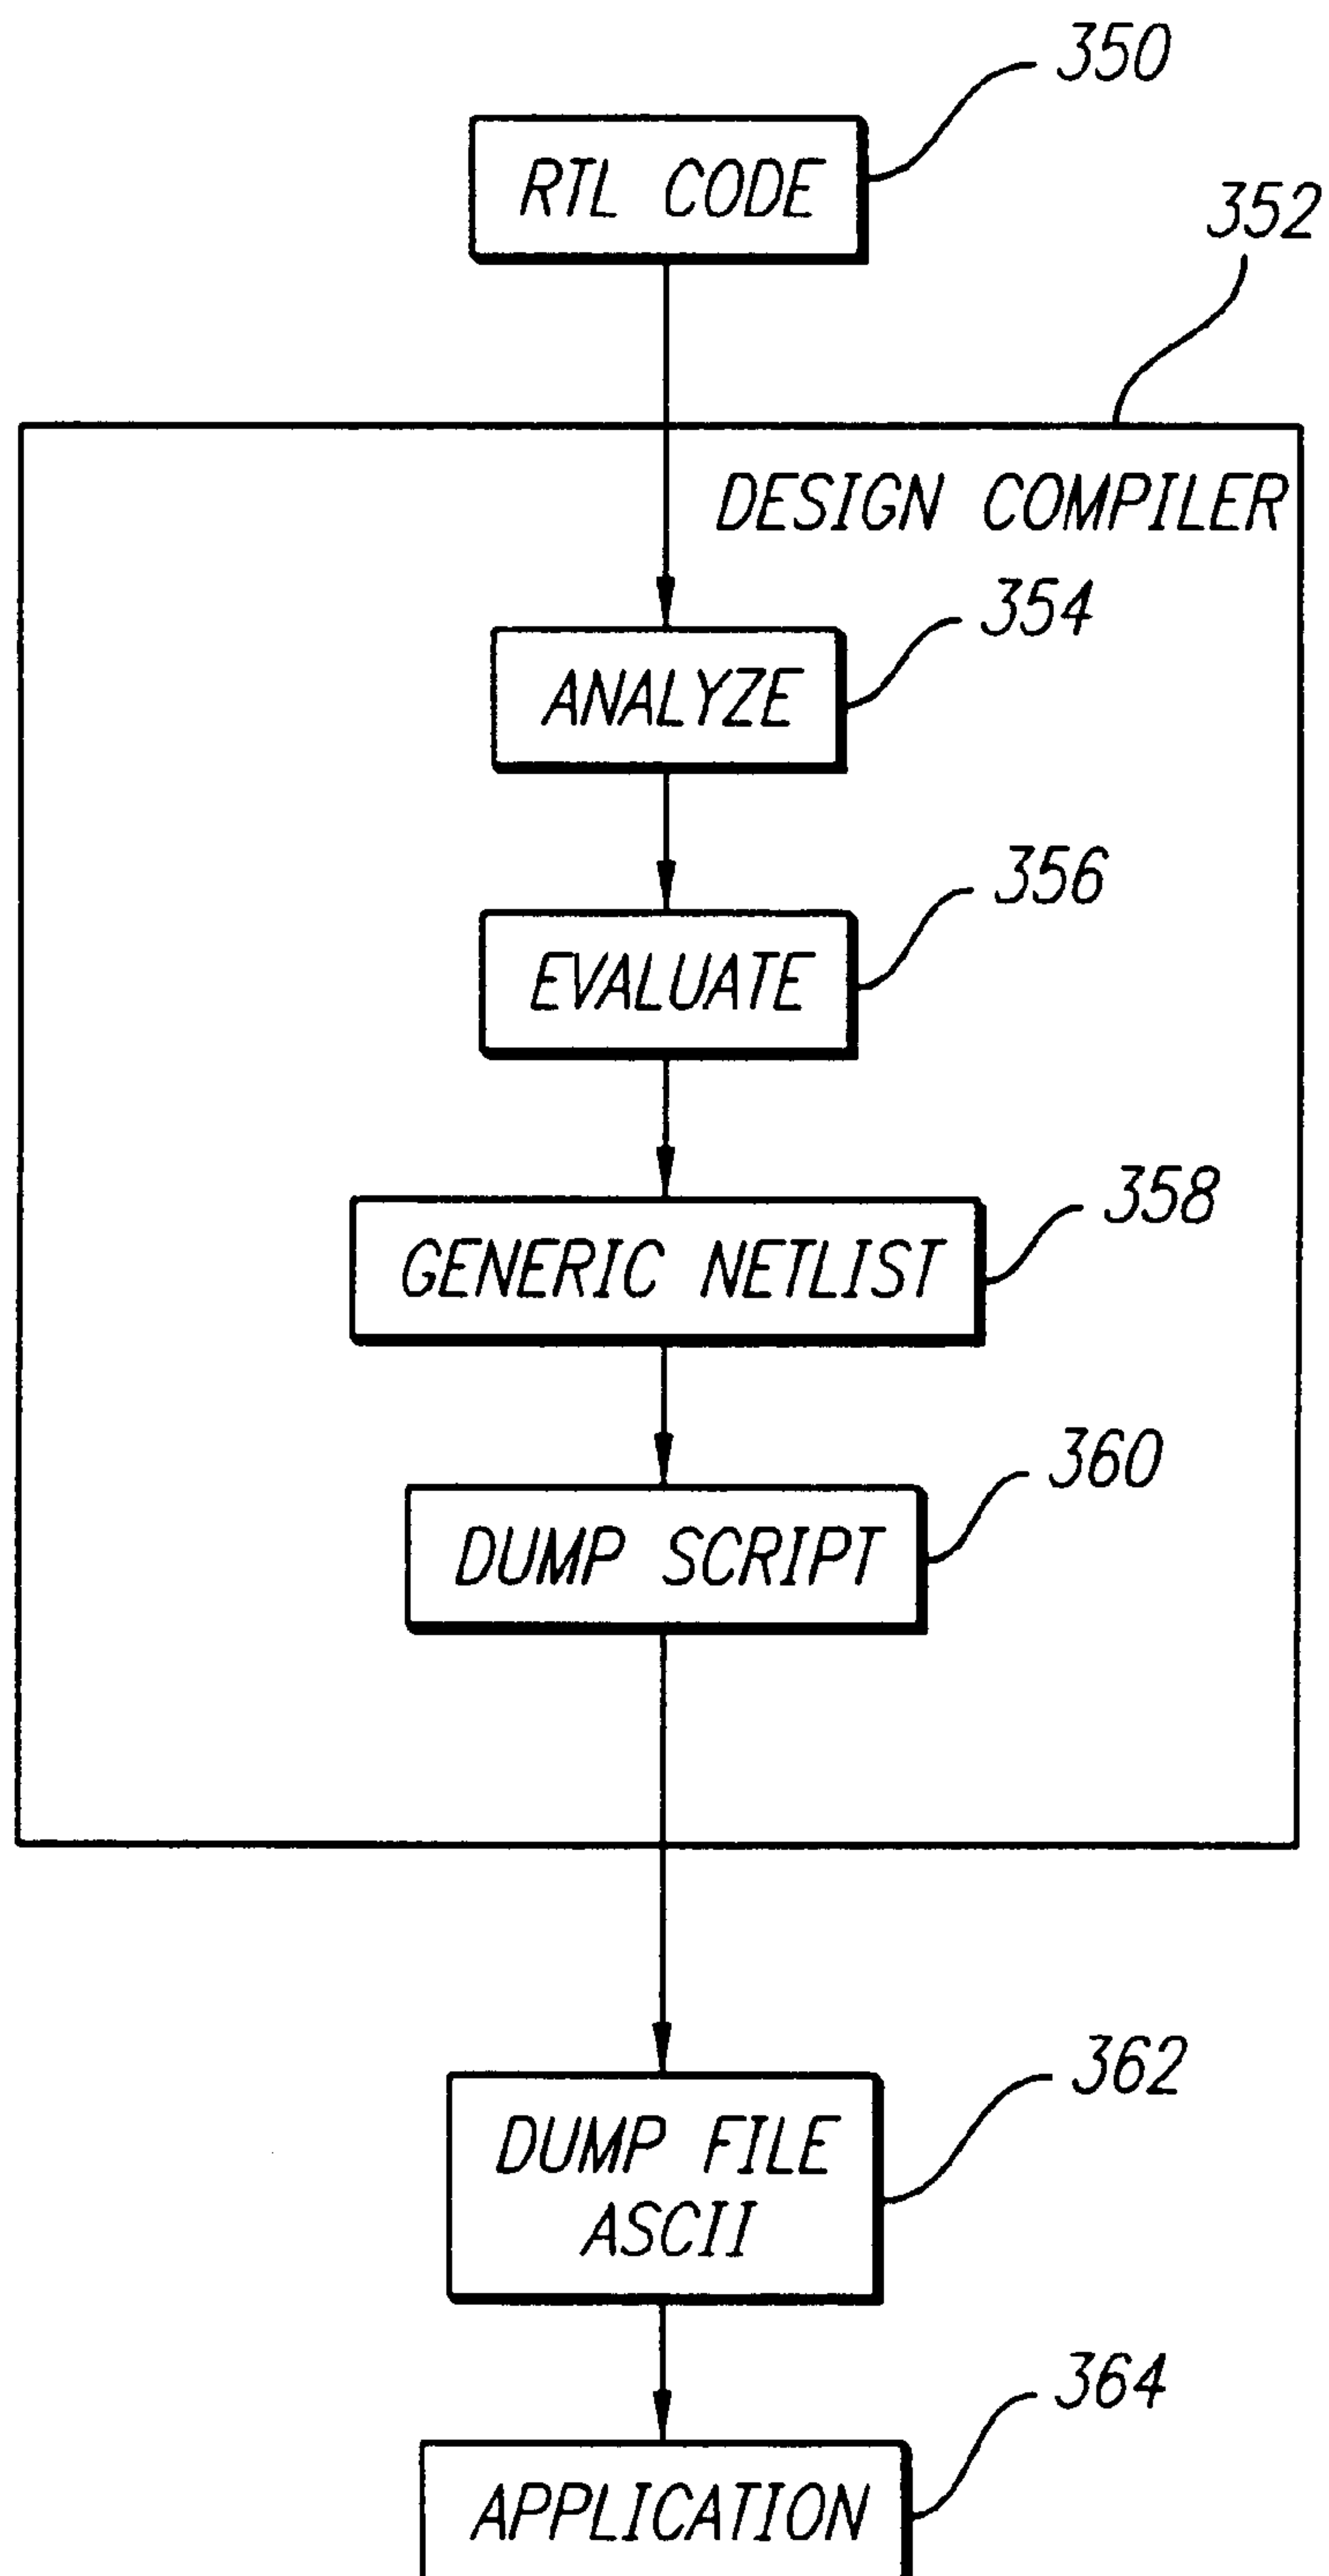 350
RTL CODE
352
DESIGN COMPILER
354
ANALYZE
356
EVALUATE
358
GENERIC NETLIST
360
DUMP SCRIPT
362
DUMP FILE
ASCII
364
APPLICATION